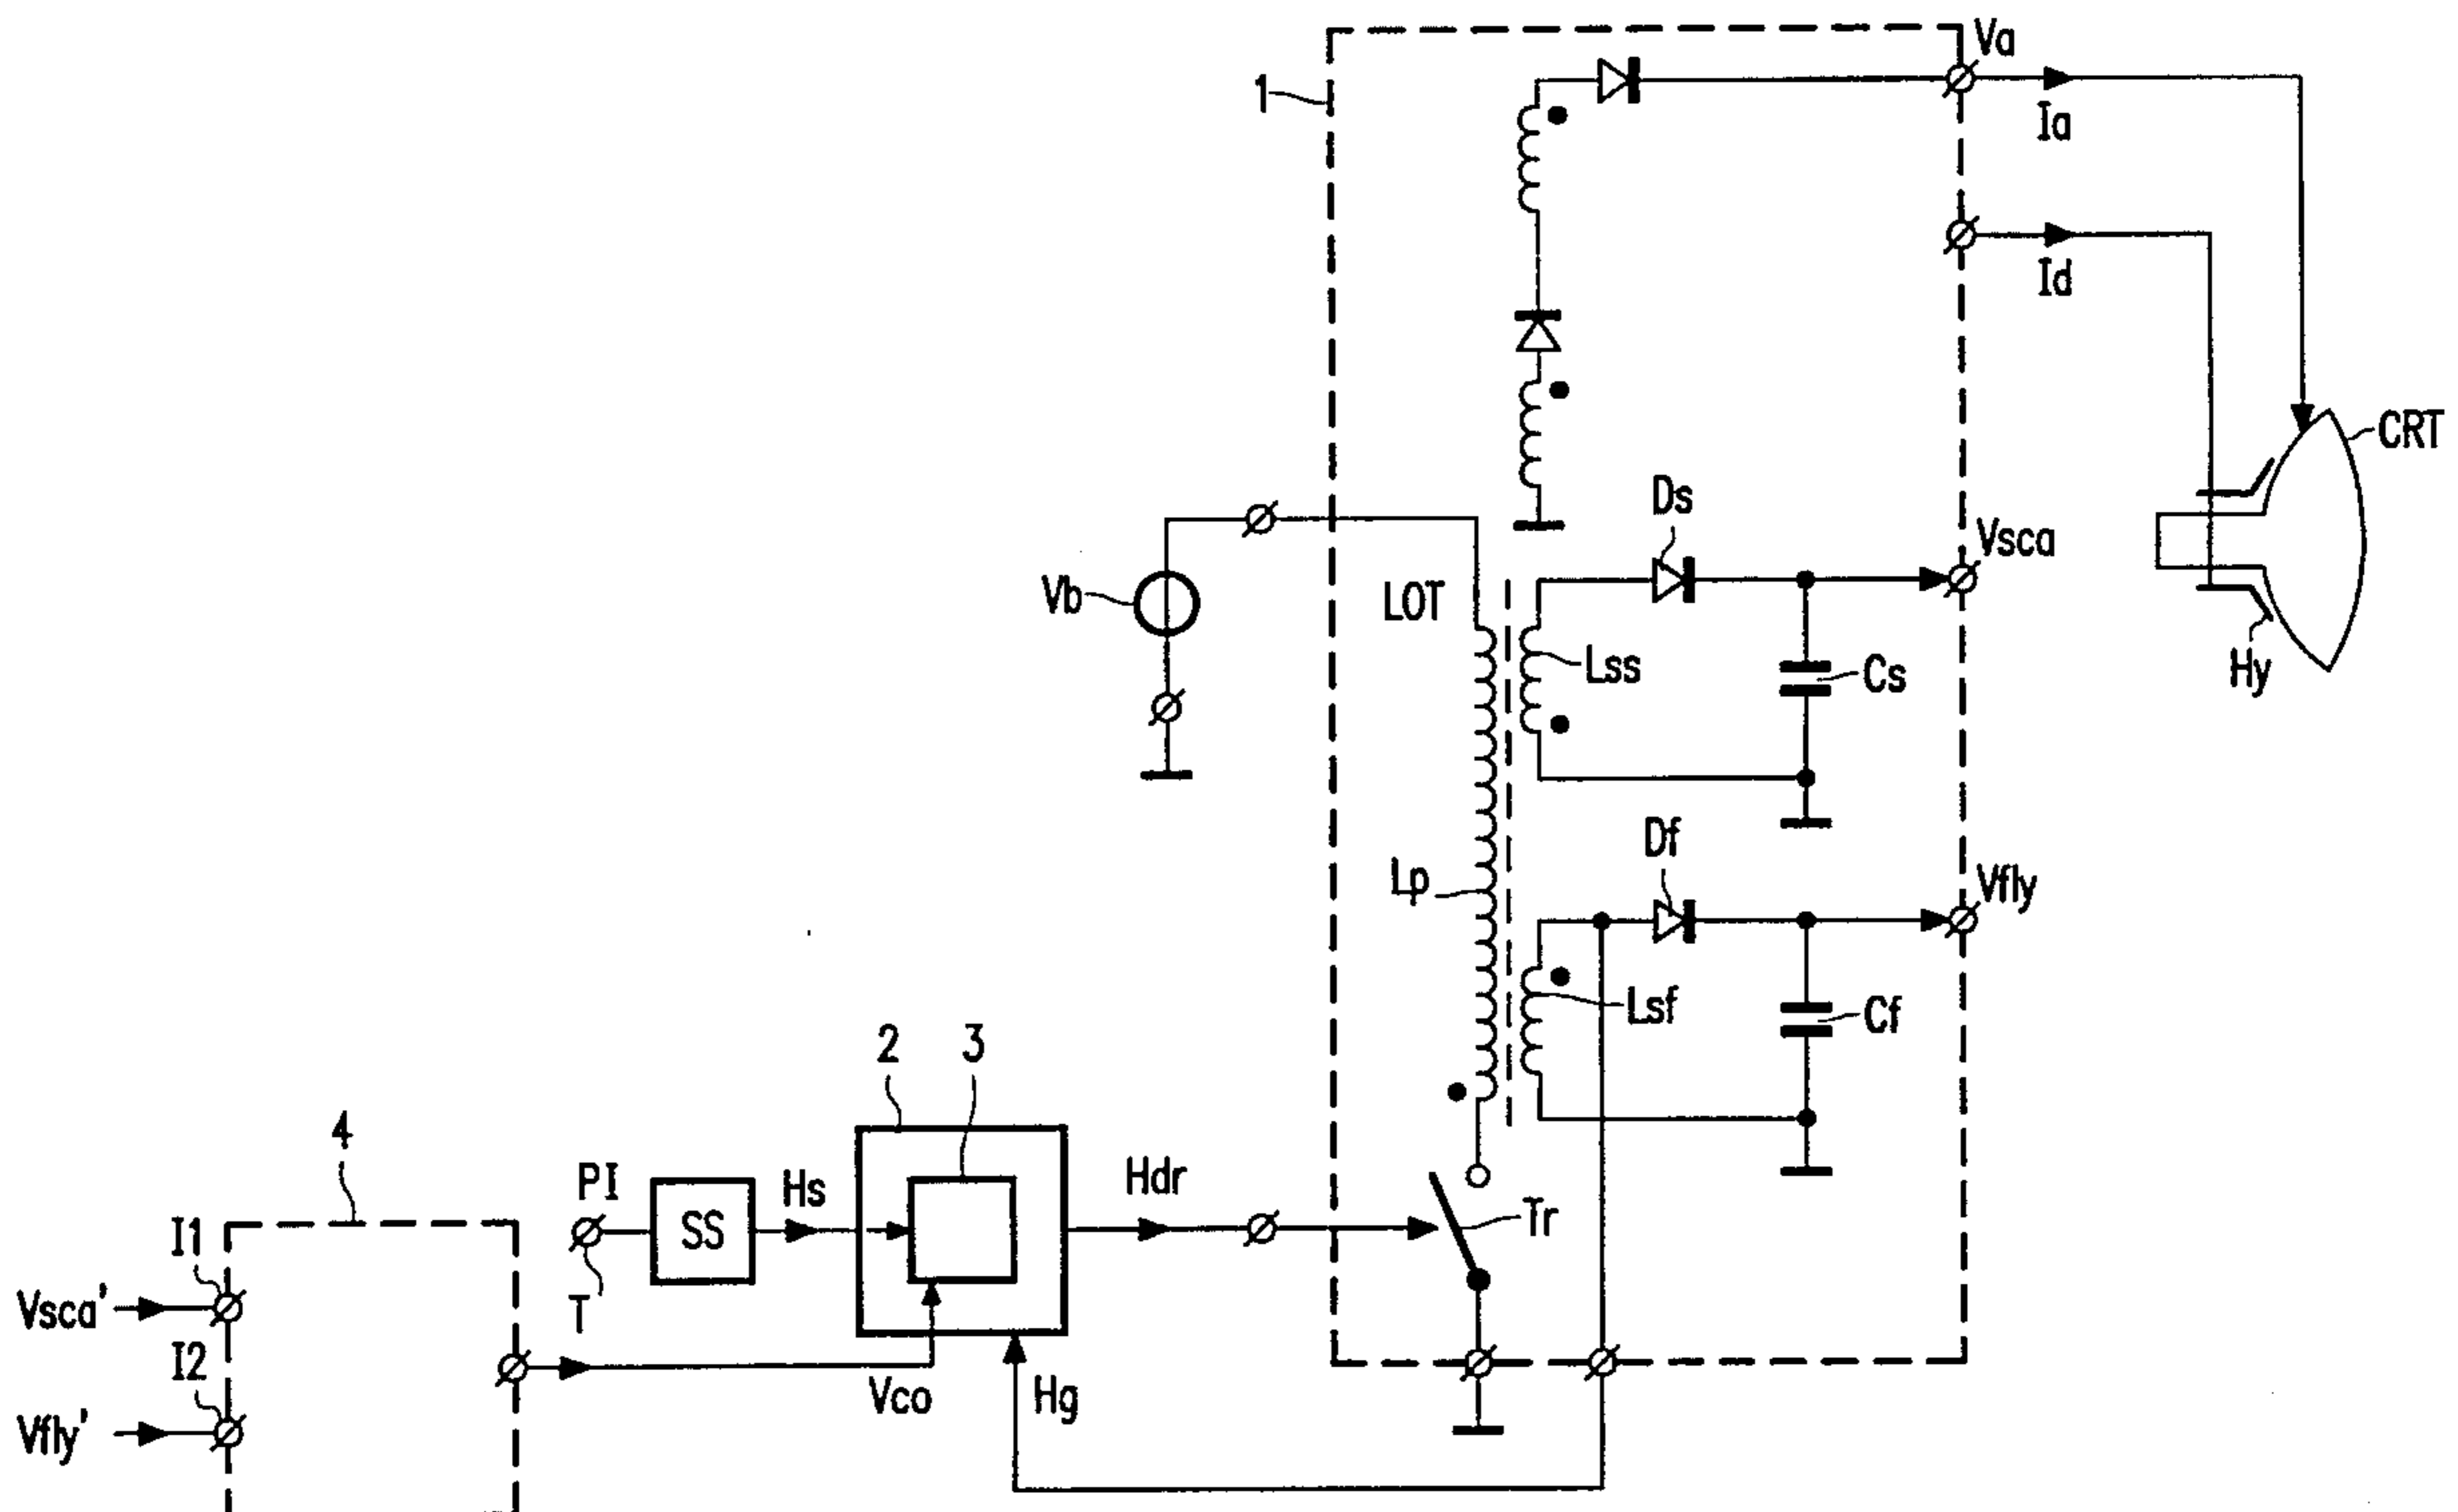 Va
1
Ia
Id
CRT
Ds
Vsca
Vb
LOT
Lss
Cs
Hy
Df
Vfly
Lp
Lsf
Cf
2
3
4
PI
Hs
Hdr
SS
Tr
I1
T
Vsca'
I2
Vco
Hg
Vfly'